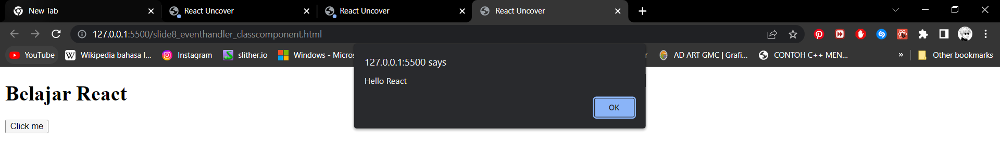 New Tab
React Uncover
React Uncover
React Uncover
127.0.0.1:5500/slide8_eventhandler_classcomponent.html
YouTube
Wikipedia bahasa I...
Instagram
slither.io
Windows - Micros
r
AD ART GMC | Grafi...
CONTOH C++ MEN...
»
Other bookmarks
127.0.0.1:5500 says
Hello React
OK
Belajar React
Click me